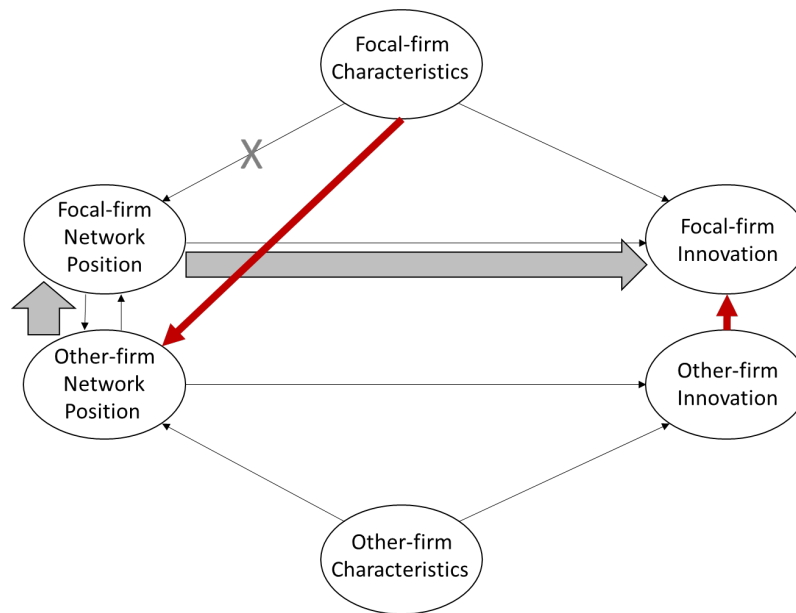 Focal-firm
Characteristics
X
Focal-firm
Network
Position
Focal-firm
Innovation
Other-firm
Network
Position
Other-firm
Innovation
Other-firm
Characteristics